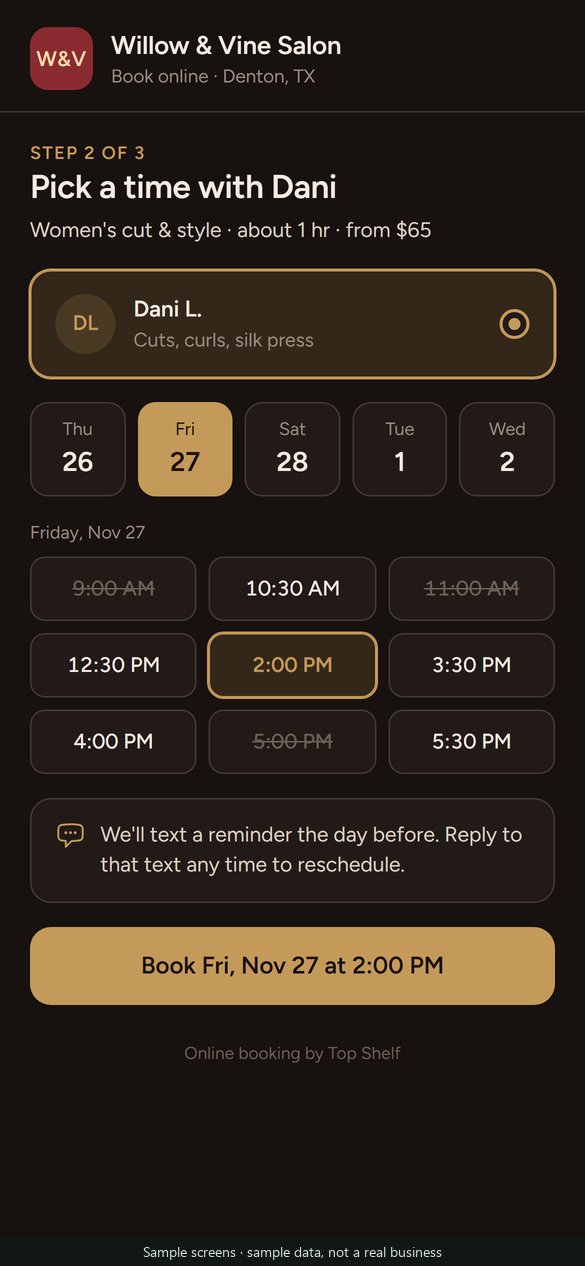 W&V
Willow & Vine Salon
Book online · Denton, TX
STEP 2 OF 3
Pick a time with Dani
Women's cut & style · about 1 hr · from $65
DL
Dani L.
Cuts, curls, silk press
Thu
26
Fri
27
Sat
28
Tue
1
Wed
2
Friday, Nov 27
9:00 AM
10:30 AM
11:00 AM
12:30 PM
2:00 PM
3:30 PM
4:00 PM
5:00 PM
5:30 PM
We'll text a reminder the day before. Reply to
that text any time to reschedule.
Book Fri, Nov 27 at 2:00 PM
Online booking by Top Shelf
Sample screens · sample data, not a real business